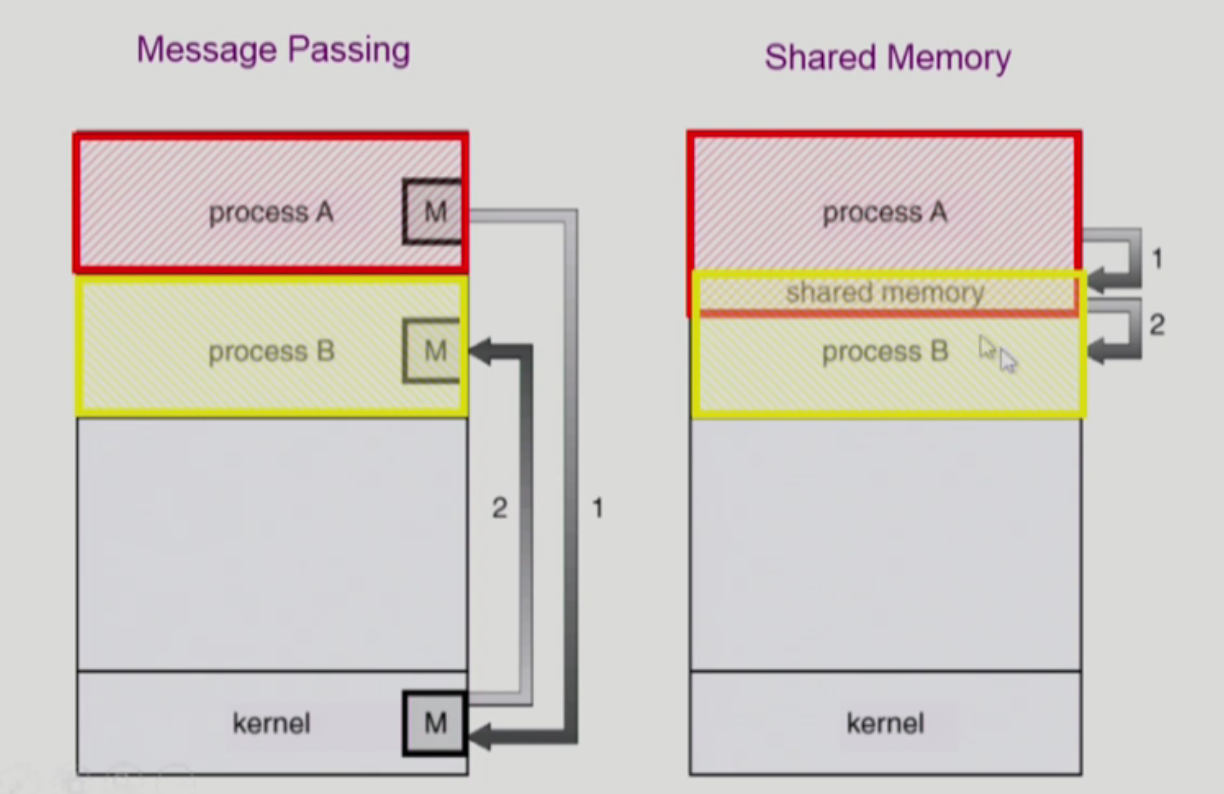 Message Passing
process A
M
process B
M
2
1
kernel
M
Shared Memory
process A
1
shared memory
2
process B
kernel